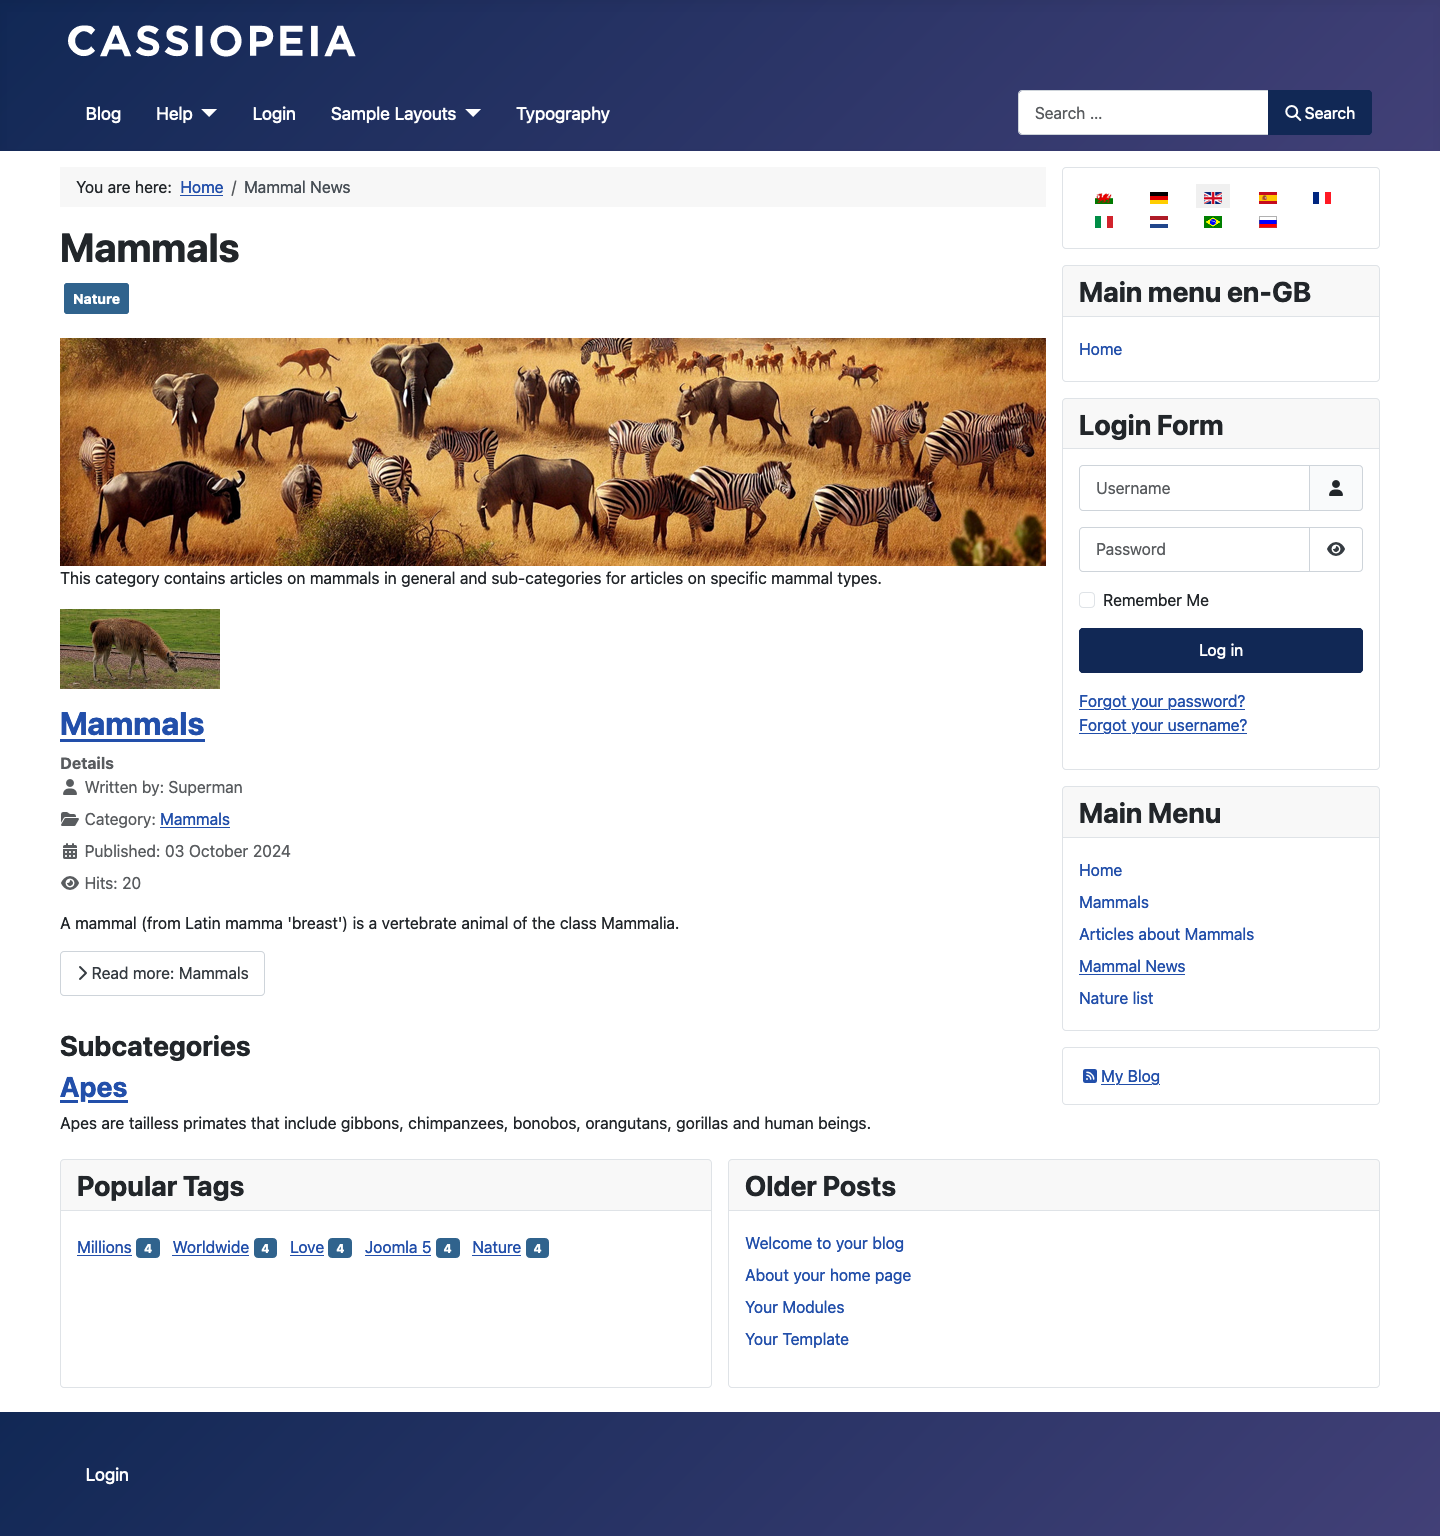 CASSIOPEIA
Blog Help Login Sample Layouts Typography
Search ... Search
You are here: Home / Mammal News
Mammals
Nature
This category contains articles on mammals in general and sub-categories for articles on specific mammal types.
Mammals
Details
Written by: Superman
Category: Mammals
Published: 03 October 2024
Hits: 20
A mammal (from Latin mamma 'breast') is a vertebrate animal of the class Mammalia.
Read more: Mammals
Subcategories
Apes
Apes are tailless primates that include gibbons, chimpanzees, bonobos, orangutans, gorillas and human beings.
Main menu en-GB
Home
Login Form
Username
Password
Remember Me
Log in
Forgot your password?
Forgot your username?
Main Menu
Home
Mammals
Articles about Mammals
Mammal News
Nature list
My Blog
Popular Tags
Millions 4 Worldwide 4 Love 4 Joomla 5 4 Nature 4
Older Posts
Welcome to your blog
About your home page
Your Modules
Your Template
Login